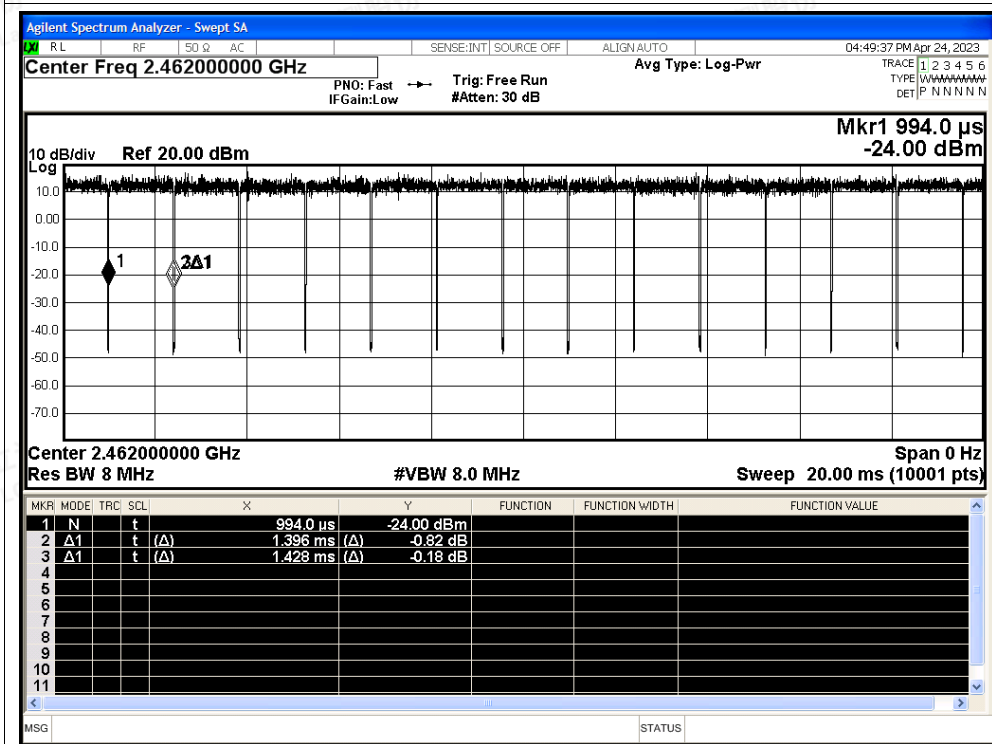 Agilent Spectrum Analyzer - Swept SA
LXI RL RF 50 Ω AC SENSE:INT SOURCE OFF ALIGN AUTO 04:49:37 PM Apr 24, 2023
Center Freq 2.462000000 GHz Avg Type: Log-Pwr TRACE 1 2 3 4 5 6
PNO: Fast Trig: Free Run TYPE W
IFGain:Low #Atten: 30 dB DET P N N N N N
Mkr1 994.0 µs
10 dB/div Ref 20.00 dBm -24.00 dBm
Log
10.0
0.00
-10.0
1 2Δ1
-20.0
-30.0
-40.0
-50.0
-60.0
-70.0
Center 2.462000000 GHz Span 0 Hz
Res BW 8 MHz #VBW 8.0 MHz Sweep 20.00 ms (10001 pts)
MKR MODE TRC SCL X Y FUNCTION FUNCTION WIDTH FUNCTION VALUE
1 N t 994.0 µs -24.00 dBm
2 Δ1 t (Δ) 1.396 ms (Δ) -0.82 dB
3 Δ1 t (Δ) 1.428 ms (Δ) -0.18 dB
4
5
6
7
8
9
10
11
MSG STATUS